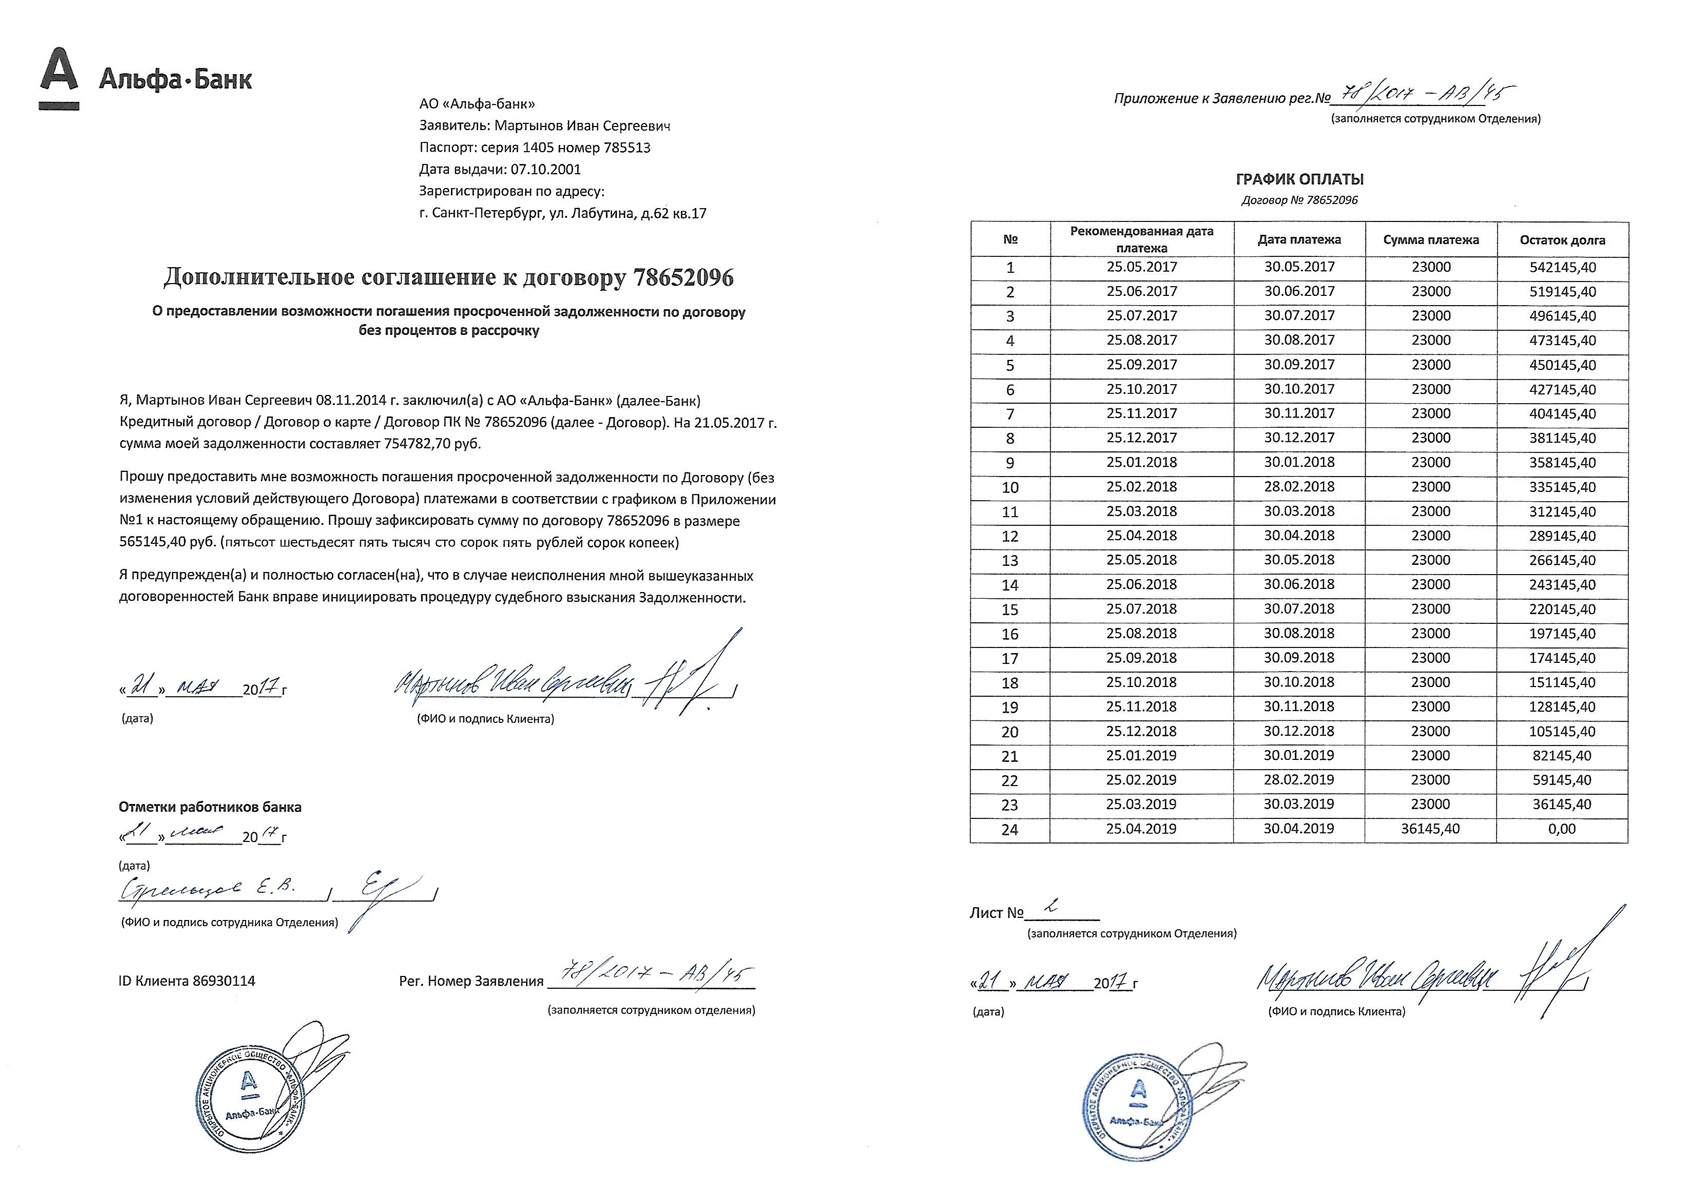 А
Альфа·Банк
АО «Альфа-банк»
Заявитель: Мартынов Иван Сергеевич
Паспорт: серия 1405 номер 785513
Дата выдачи: 07.10.2001
Зарегистрирован по адресу:
г. Санкт-Петербург, ул. Лабутина, д.62 кв.17
Дополнительное соглашение к договору 78652096
О предоставлении возможности погашения просроченной задолженности по договору
без процентов в рассрочку
Я, Мартынов Иван Сергеевич 08.11.2014 г. заключил(а) с АО «Альфа-Банк» (далее-Банк)
Кредитный договор / Договор о карте / Договор ПК № 78652096 (далее - Договор). На 21.05.2017 г.
сумма моей задолженности составляет 754782,70 руб.
Прошу предоставить мне возможность погашения просроченной задолженности по Договору (без
изменения условий действующего Договора) платежами в соответствии с графиком в Приложении
№1 к настоящему обращению. Прошу зафиксировать сумму по договору 78652096 в размере
565145,40 руб. (пятьсот шестьдесят пять тысяч сто сорок пять рублей сорок копеек)
Я предупрежден(а) и полностью согласен(на), что в случае неисполнения мной вышеуказанных
договоренностей Банк вправе инициировать процедуру судебного взыскания Задолженности.
«21» мая 2017 г Мартынов Иван Сергеевич
(дата) (ФИО и подпись Клиента)
Отметки работников банка
«21» мая 2017 г
(дата)
Стрельцов Е.В.
(ФИО и подпись сотрудника Отделения)
ID Клиента 86930114 Рег. Номер Заявления 78/2017-АВ/45
(заполняется сотрудником отделения)
ОТКРЫТОЕ АКЦИОНЕРНОЕ ОБЩЕСТВО «АЛЬФА-БАНК»
А
Альфа-Банк
Приложение к Заявлению рег.№ 78/2017-АВ/45
(заполняется сотрудником Отделения)
ГРАФИК ОПЛАТЫ
Договор № 78652096
№ Рекомендованная дата платежа Дата платежа Сумма платежа Остаток долга
1 25.05.2017 30.05.2017 23000 542145,40
2 25.06.2017 30.06.2017 23000 519145,40
3 25.07.2017 30.07.2017 23000 496145,40
4 25.08.2017 30.08.2017 23000 473145,40
5 25.09.2017 30.09.2017 23000 450145,40
6 25.10.2017 30.10.2017 23000 427145,40
7 25.11.2017 30.11.2017 23000 404145,40
8 25.12.2017 30.12.2017 23000 381145,40
9 25.01.2018 30.01.2018 23000 358145,40
10 25.02.2018 28.02.2018 23000 335145,40
11 25.03.2018 30.03.2018 23000 312145,40
12 25.04.2018 30.04.2018 23000 289145,40
13 25.05.2018 30.05.2018 23000 266145,40
14 25.06.2018 30.06.2018 23000 243145,40
15 25.07.2018 30.07.2018 23000 220145,40
16 25.08.2018 30.08.2018 23000 197145,40
17 25.09.2018 30.09.2018 23000 174145,40
18 25.10.2018 30.10.2018 23000 151145,40
19 25.11.2018 30.11.2018 23000 128145,40
20 25.12.2018 30.12.2018 23000 105145,40
21 25.01.2019 30.01.2019 23000 82145,40
22 25.02.2019 28.02.2019 23000 59145,40
23 25.03.2019 30.03.2019 23000 36145,40
24 25.04.2019 30.04.2019 36145,40 0,00
Лист № 2
(заполняется сотрудником Отделения)
«21» мая 2017 г Мартынов Иван Сергеевич
(дата) (ФИО и подпись Клиента)
ОТКРЫТОЕ АКЦИОНЕРНОЕ ОБЩЕСТВО «АЛЬФА-БАНК»
А
Альфа-Банк